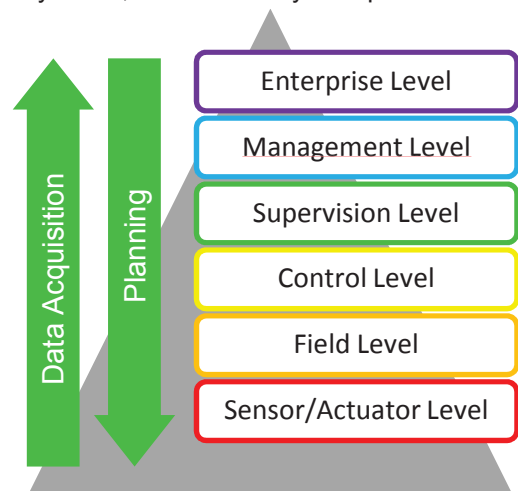 Enterprise Level
Management Level
Supervision Level
Control Level
Field Level
Sensor/Actuator Level
Data Acquisition
Planning